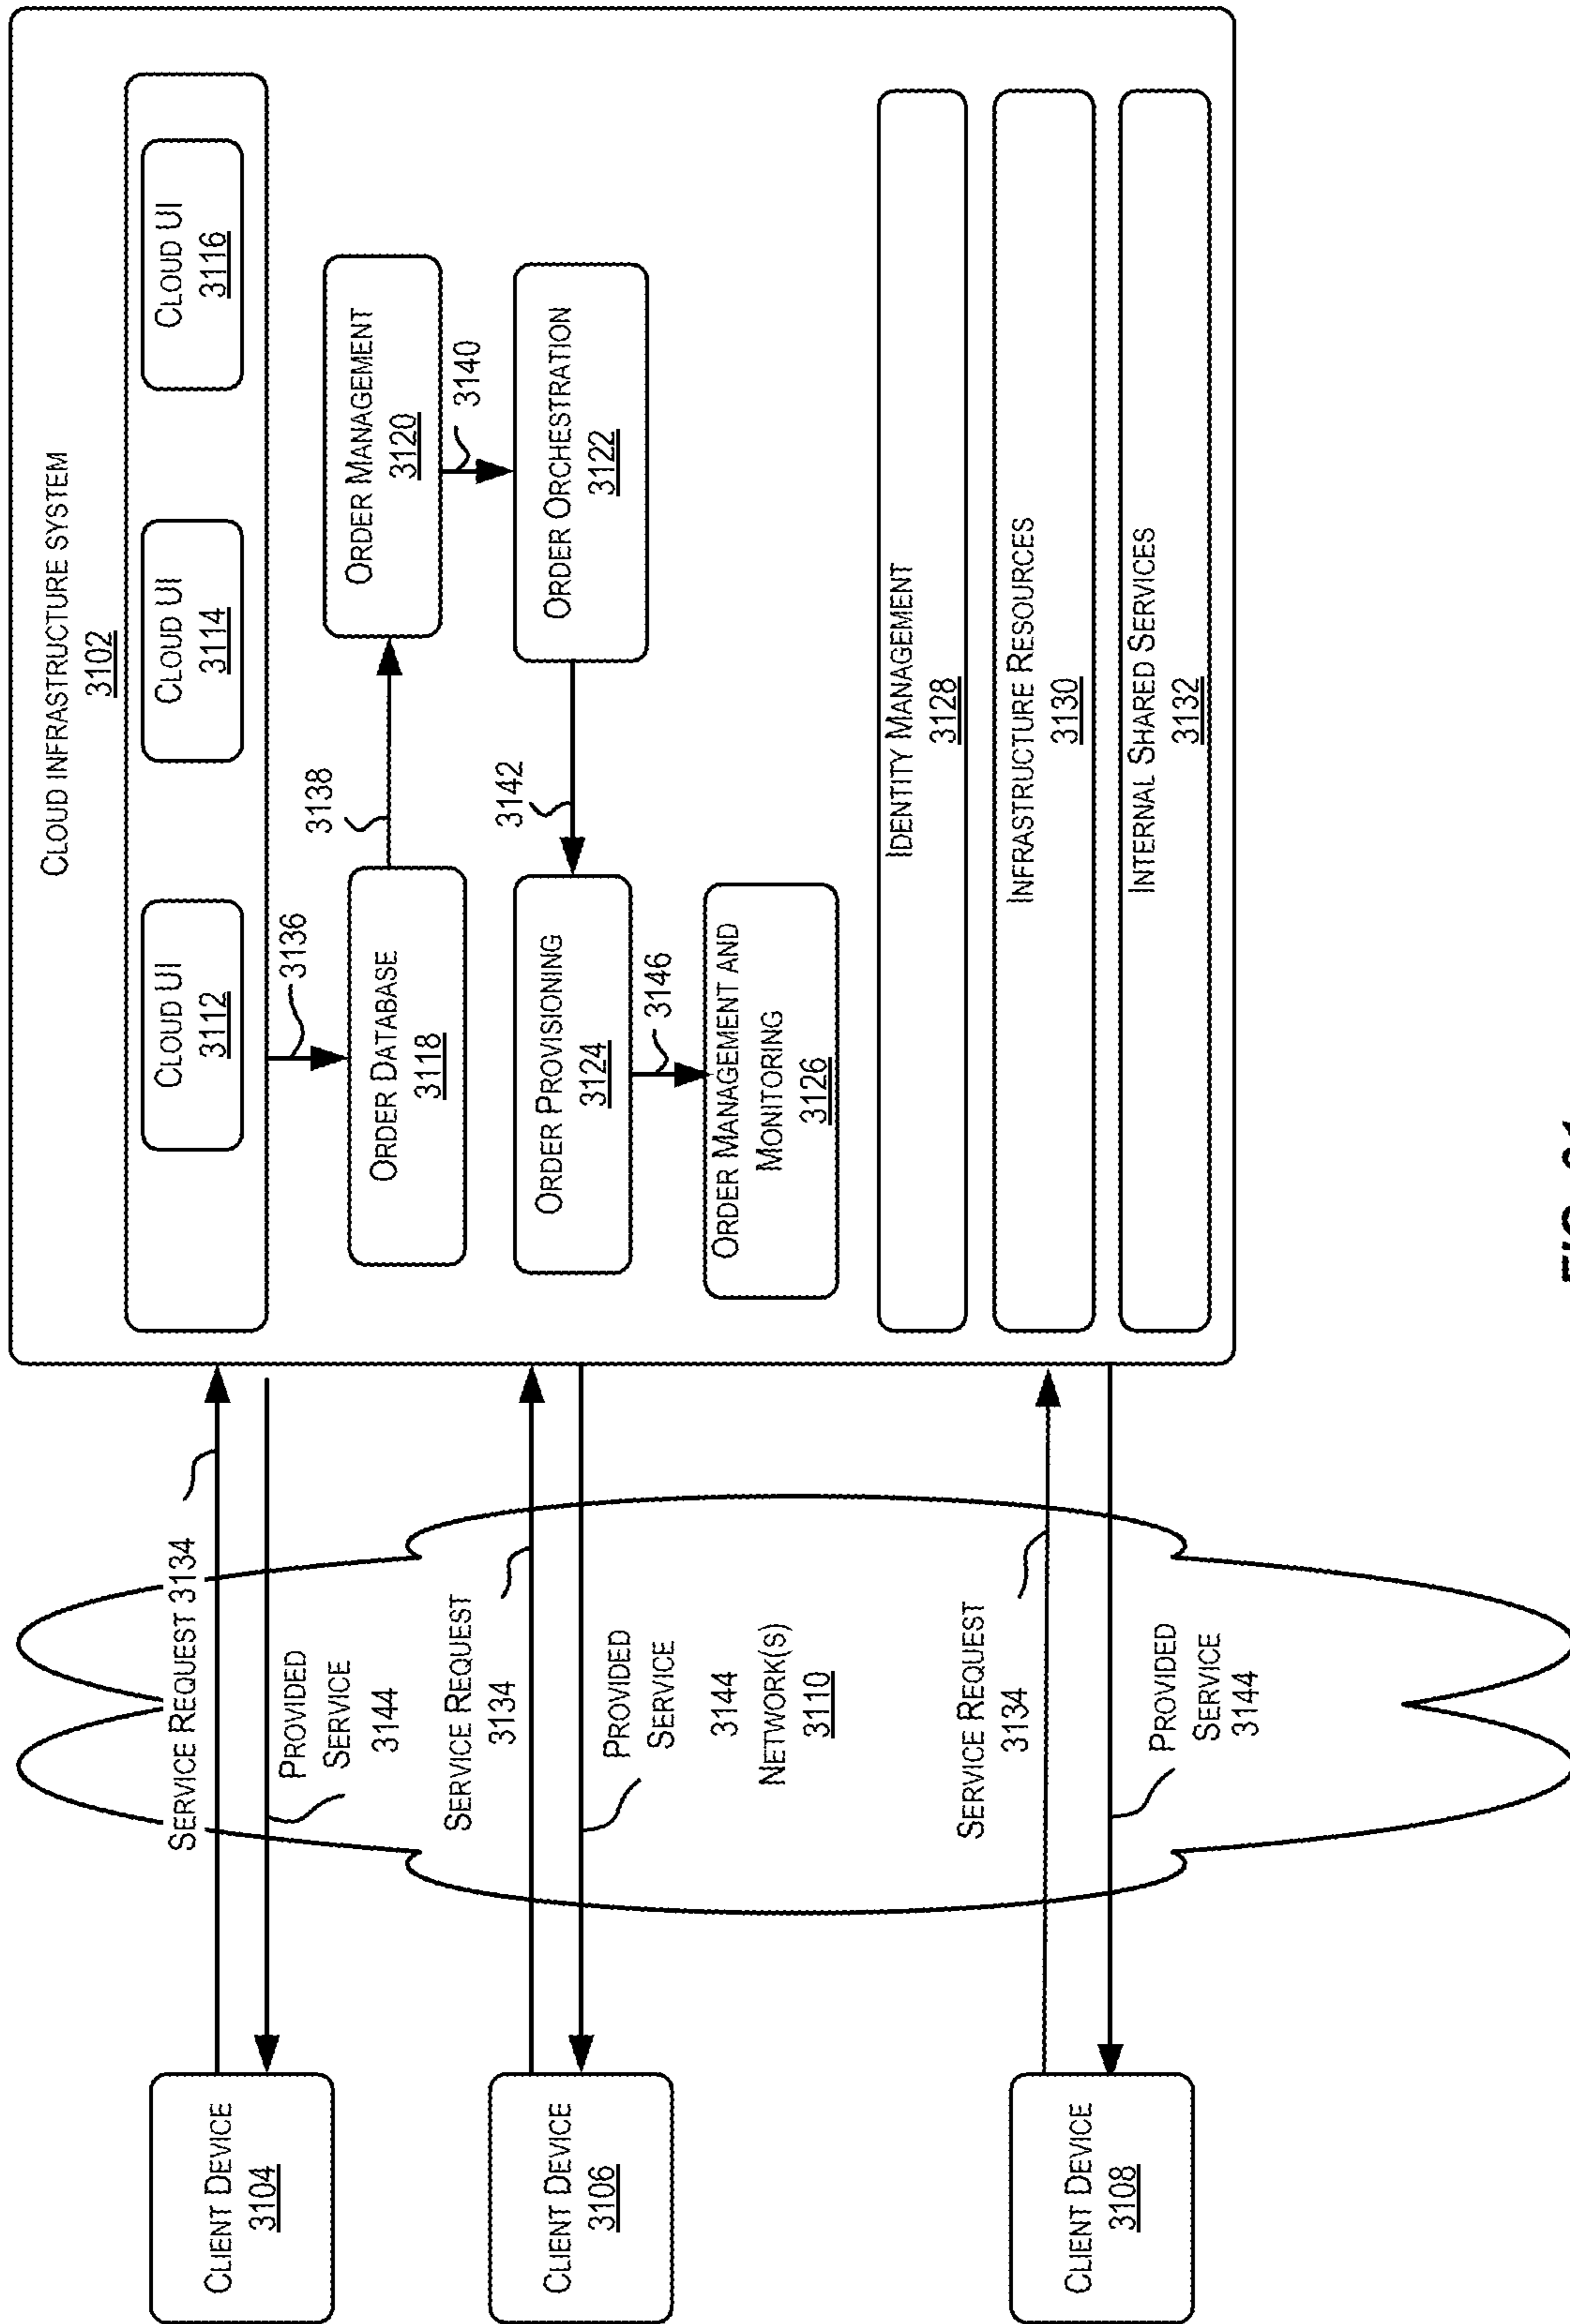 CLOUD INFRASTRUCTURE SYSTEM
3102
CLOUD UI
3112
CLOUD UI
3114
CLOUD UI
3116
3136
ORDER DATABASE
3118
3138
ORDER MANAGEMENT
3120
3140
ORDER ORCHESTRATION
3122
3142
ORDER PROVISIONING
3124
3146
ORDER MANAGEMENT AND
MONITORING
3126
IDENTITY MANAGEMENT
3128
INFRASTRUCTURE RESOURCES
3130
INTERNAL SHARED SERVICES
3132
CLIENT DEVICE
3104
SERVICE REQUEST 3134
PROVIDED
SERVICE
3144
CLIENT DEVICE
3106
SERVICE REQUEST
3134
PROVIDED
SERVICE
3144
NETWORK(S)
3110
CLIENT DEVICE
3108
SERVICE REQUEST
3134
PROVIDED
SERVICE
3144